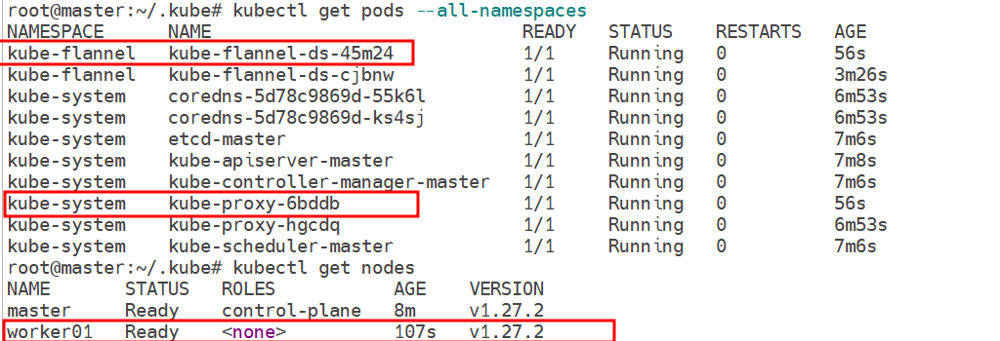 root@master:~/.kube# kubectl get pods --all-namespaces
NAMESPACE NAME READY STATUS RESTARTS AGE
kube-flannel kube-flannel-ds-45m24 1/1 Running 0 56s
kube-flannel kube-flannel-ds-cjbnw 1/1 Running 0 3m26s
kube-system coredns-5d78c9869d-55k6l 1/1 Running 0 6m53s
kube-system coredns-5d78c9869d-ks4sj 1/1 Running 0 6m53s
kube-system etcd-master 1/1 Running 0 7m6s
kube-system kube-apiserver-master 1/1 Running 0 7m8s
kube-system kube-controller-manager-master 1/1 Running 0 7m6s
kube-system kube-proxy-6bddb 1/1 Running 0 56s
kube-system kube-proxy-hgcdq 1/1 Running 0 6m53s
kube-system kube-scheduler-master 1/1 Running 0 7m6s
root@master:~/.kube# kubectl get nodes
NAME STATUS ROLES AGE VERSION
master Ready control-plane 8m v1.27.2
worker01 Ready <none> 107s v1.27.2